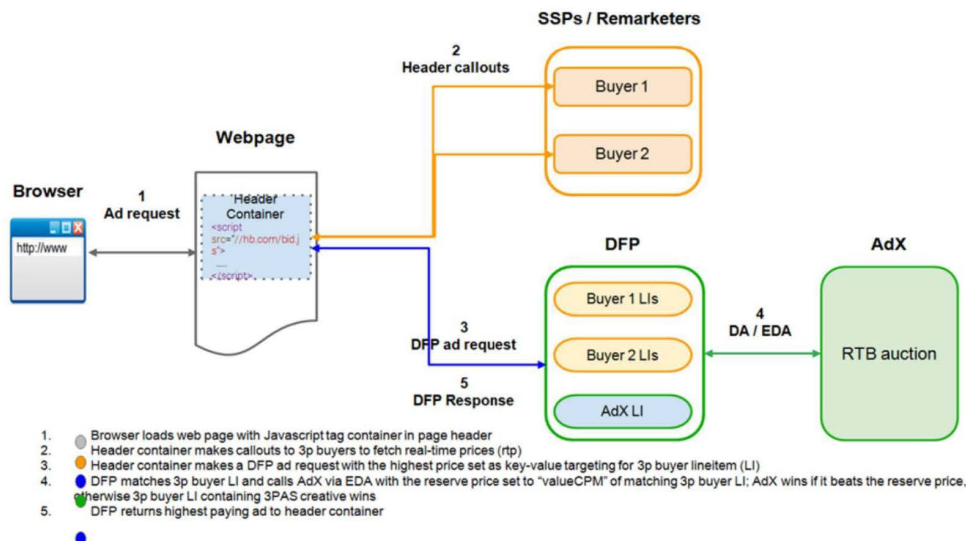 SSPs / Remarketers
2
Header callouts
Buyer 1
Buyer 2
Webpage
Header
Container
<script
src="//hb.com/bid.j
s">
....
</script>
Browser
http://www
1
Ad request
DFP
Buyer 1 LIs
Buyer 2 LIs
AdX LI
3
DFP ad request
5
DFP Response
4
DA / EDA
AdX
RTB auction
1. Browser loads web page with Javascript tag container in page header
2. Header container makes callouts to 3p buyers to fetch real-time prices (rtp)
3. Header container makes a DFP ad request with the highest price set as key-value targeting for 3p buyer lineitem (LI)
4. DFP matches 3p buyer LI and calls AdX via EDA with the reserve price set to "valueCPM" of matching 3p buyer LI; AdX wins if it beats the reserve price,
otherwise 3p buyer LI containing 3PAS creative wins
5. DFP returns highest paying ad to header container